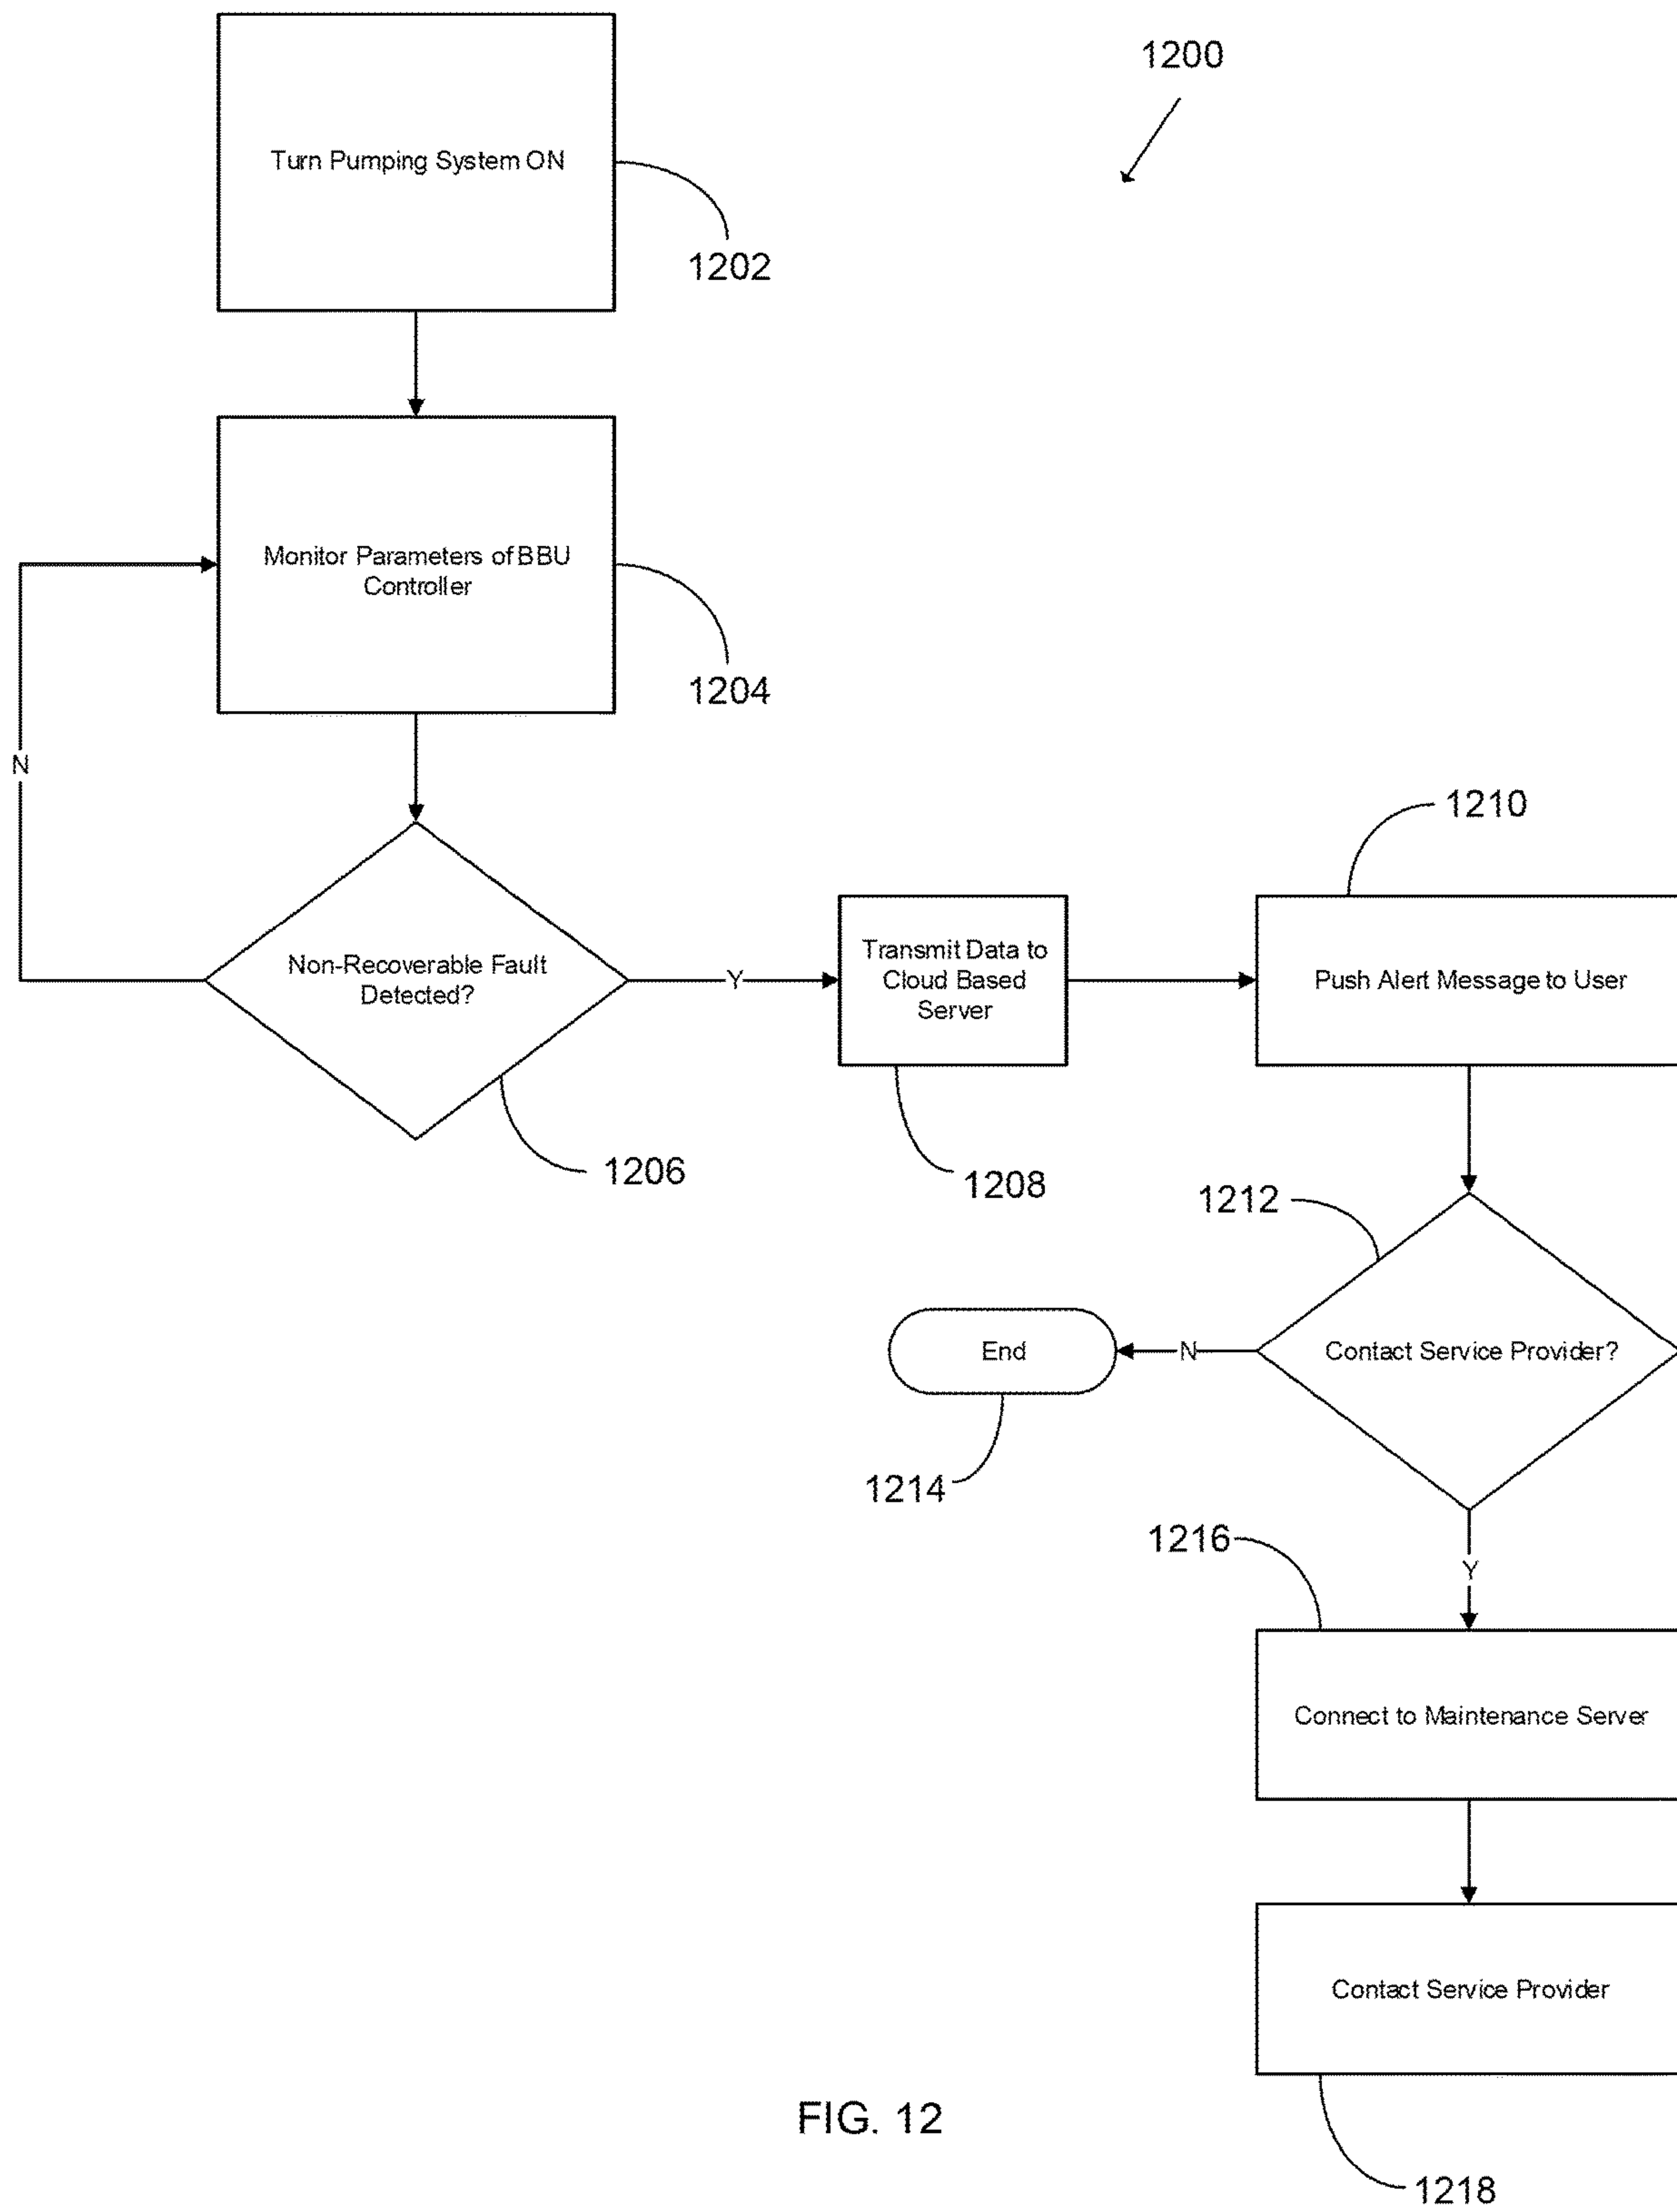 1200
Turn Pumping System ON
1202
Monitor Parameters of BBU
Controller
1204
N
Non-Recoverable Fault
Detected?
1206
Y
Transmit Data to
Cloud Based
Server
1208
1210
Push Alert Message to User
1212
Contact Service Provider?
N
End
1214
Y
1216
Connect to Maintenance Server
Contact Service Provider
1218
FIG. 12